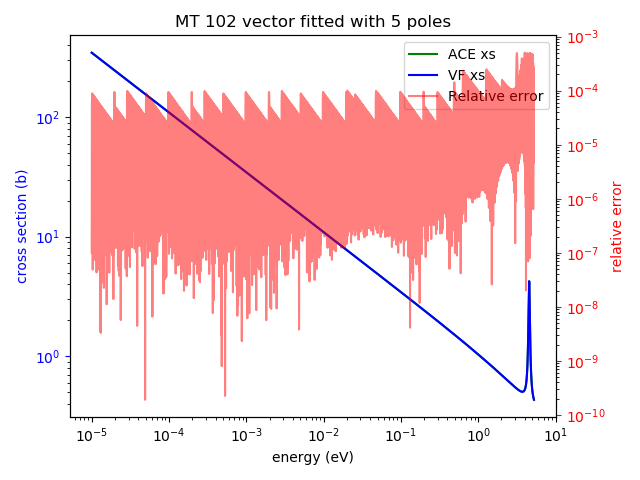 MT 102 vector fitted with 5 poles
ACE xs
VF xs
Relative error
cross section (b)
10²
10¹
10⁰
relative error
10⁻³
10⁻⁴
10⁻⁵
10⁻⁶
10⁻⁷
10⁻⁸
10⁻⁹
10⁻¹⁰
10⁻⁵ 10⁻⁴ 10⁻³ 10⁻² 10⁻¹ 10⁰ 10¹
energy (eV)